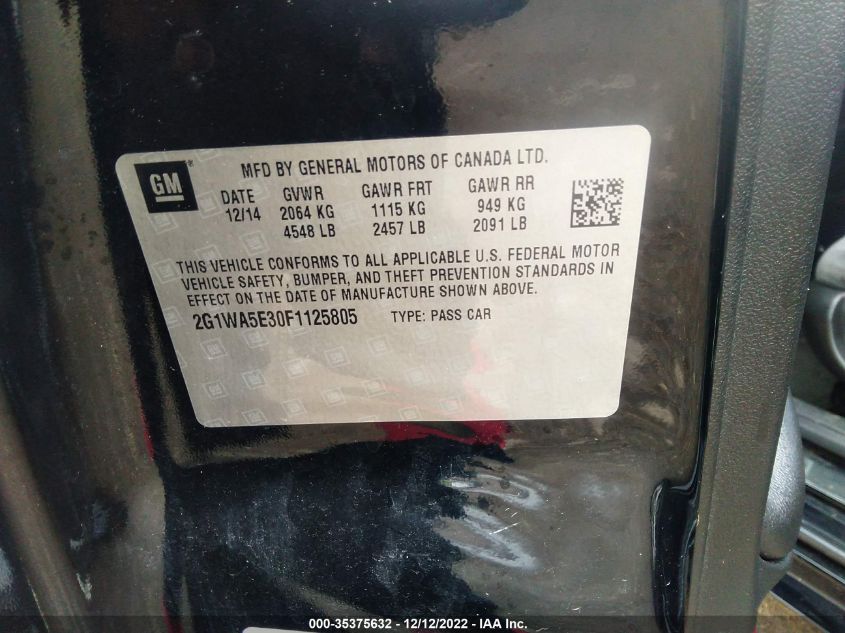 GM
MFD BY GENERAL MOTORS OF CANADA LTD.
DATE GVWR GAWR FRT GAWR RR
12/14 2064 KG 1115 KG 949 KG
4548 LB 2457 LB 2091 LB
THIS VEHICLE CONFORMS TO ALL APPLICABLE U.S. FEDERAL MOTOR
VEHICLE SAFETY, BUMPER, AND THEFT PREVENTION STANDARDS IN
EFFECT ON THE DATE OF MANUFACTURE SHOWN ABOVE.
2G1WA5E30F1125805 TYPE: PASS CAR
000-35375632 - 12/12/2022 - IAA Inc.